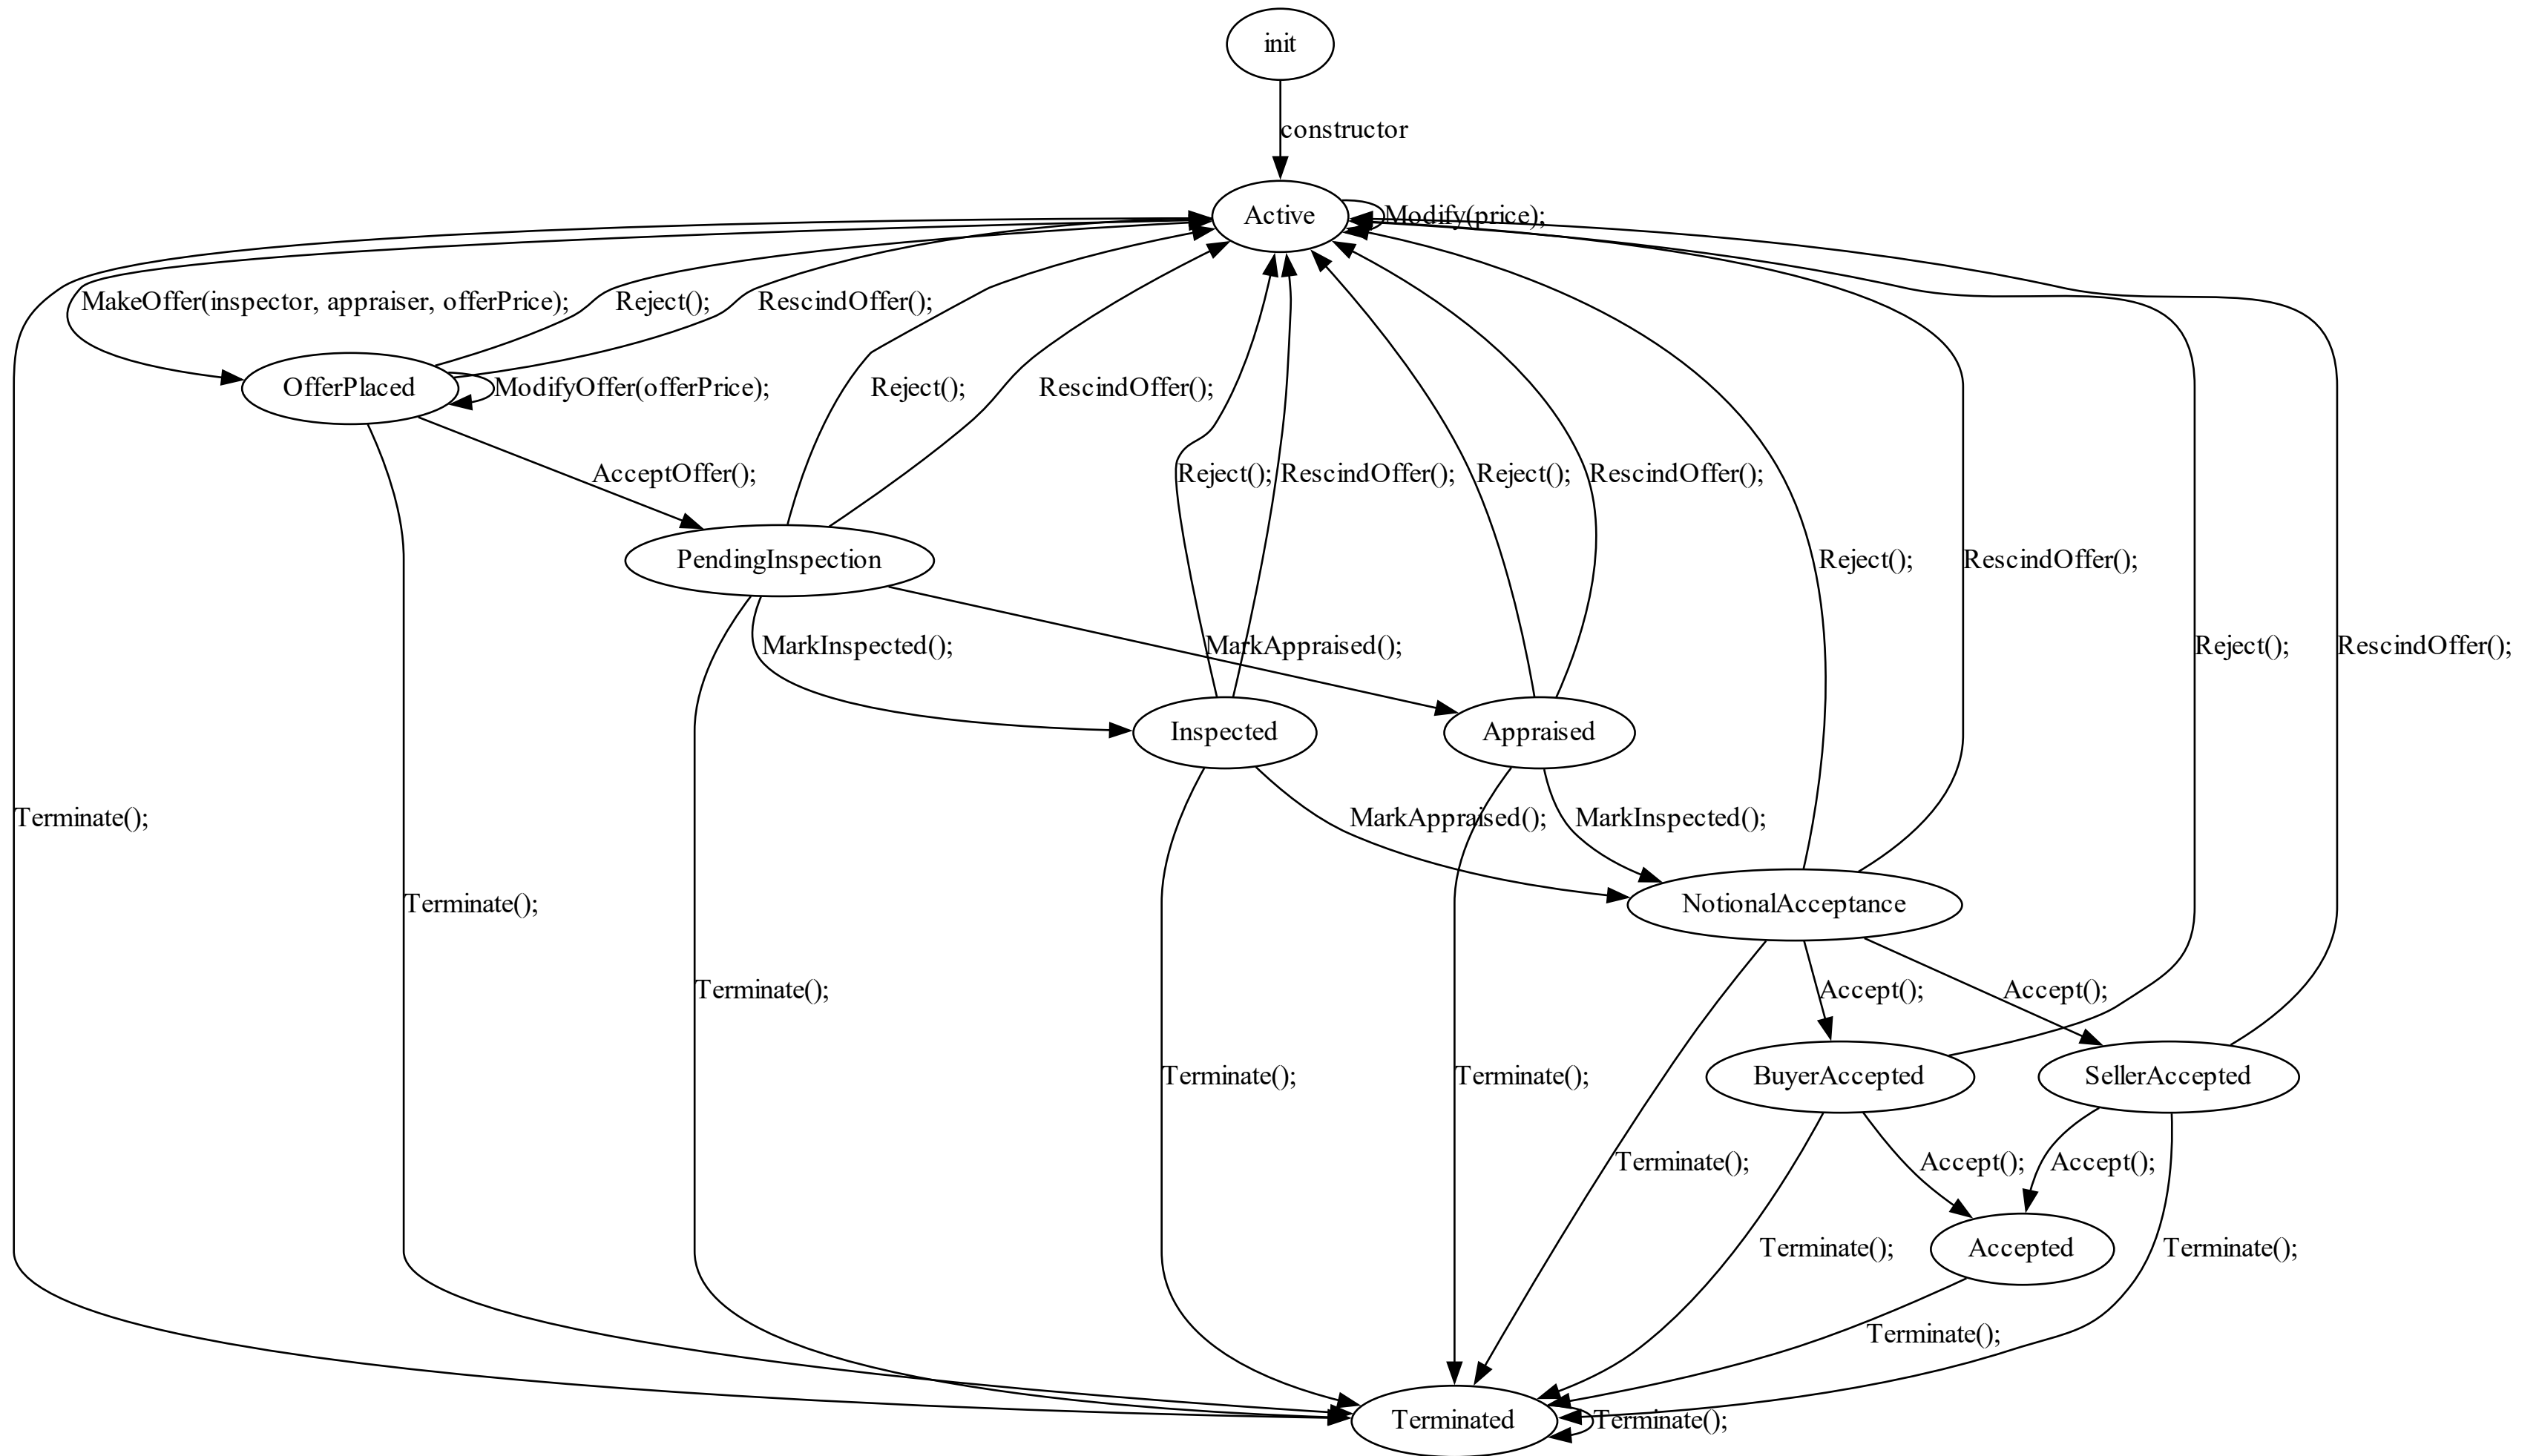 init
constructor
Active
Modify(price);
MakeOffer(inspector, appraiser, offerPrice);
Reject();
RescindOffer();
OfferPlaced
ModifyOffer(offerPrice);
Reject();
RescindOffer();
AcceptOffer();
Reject();
RescindOffer();
Reject();
RescindOffer();
PendingInspection
Reject();
RescindOffer();
MarkInspected();
MarkAppraised();
Reject();
RescindOffer();
Inspected
Appraised
Terminate();
MarkAppraised();
MarkInspected();
Terminate();
NotionalAcceptance
Terminate();
Accept();
Accept();
Terminate();
Terminate();
BuyerAccepted
SellerAccepted
Terminate();
Accept();
Accept();
Terminate();
Accepted
Terminate();
Terminate();
Terminated
Terminate();